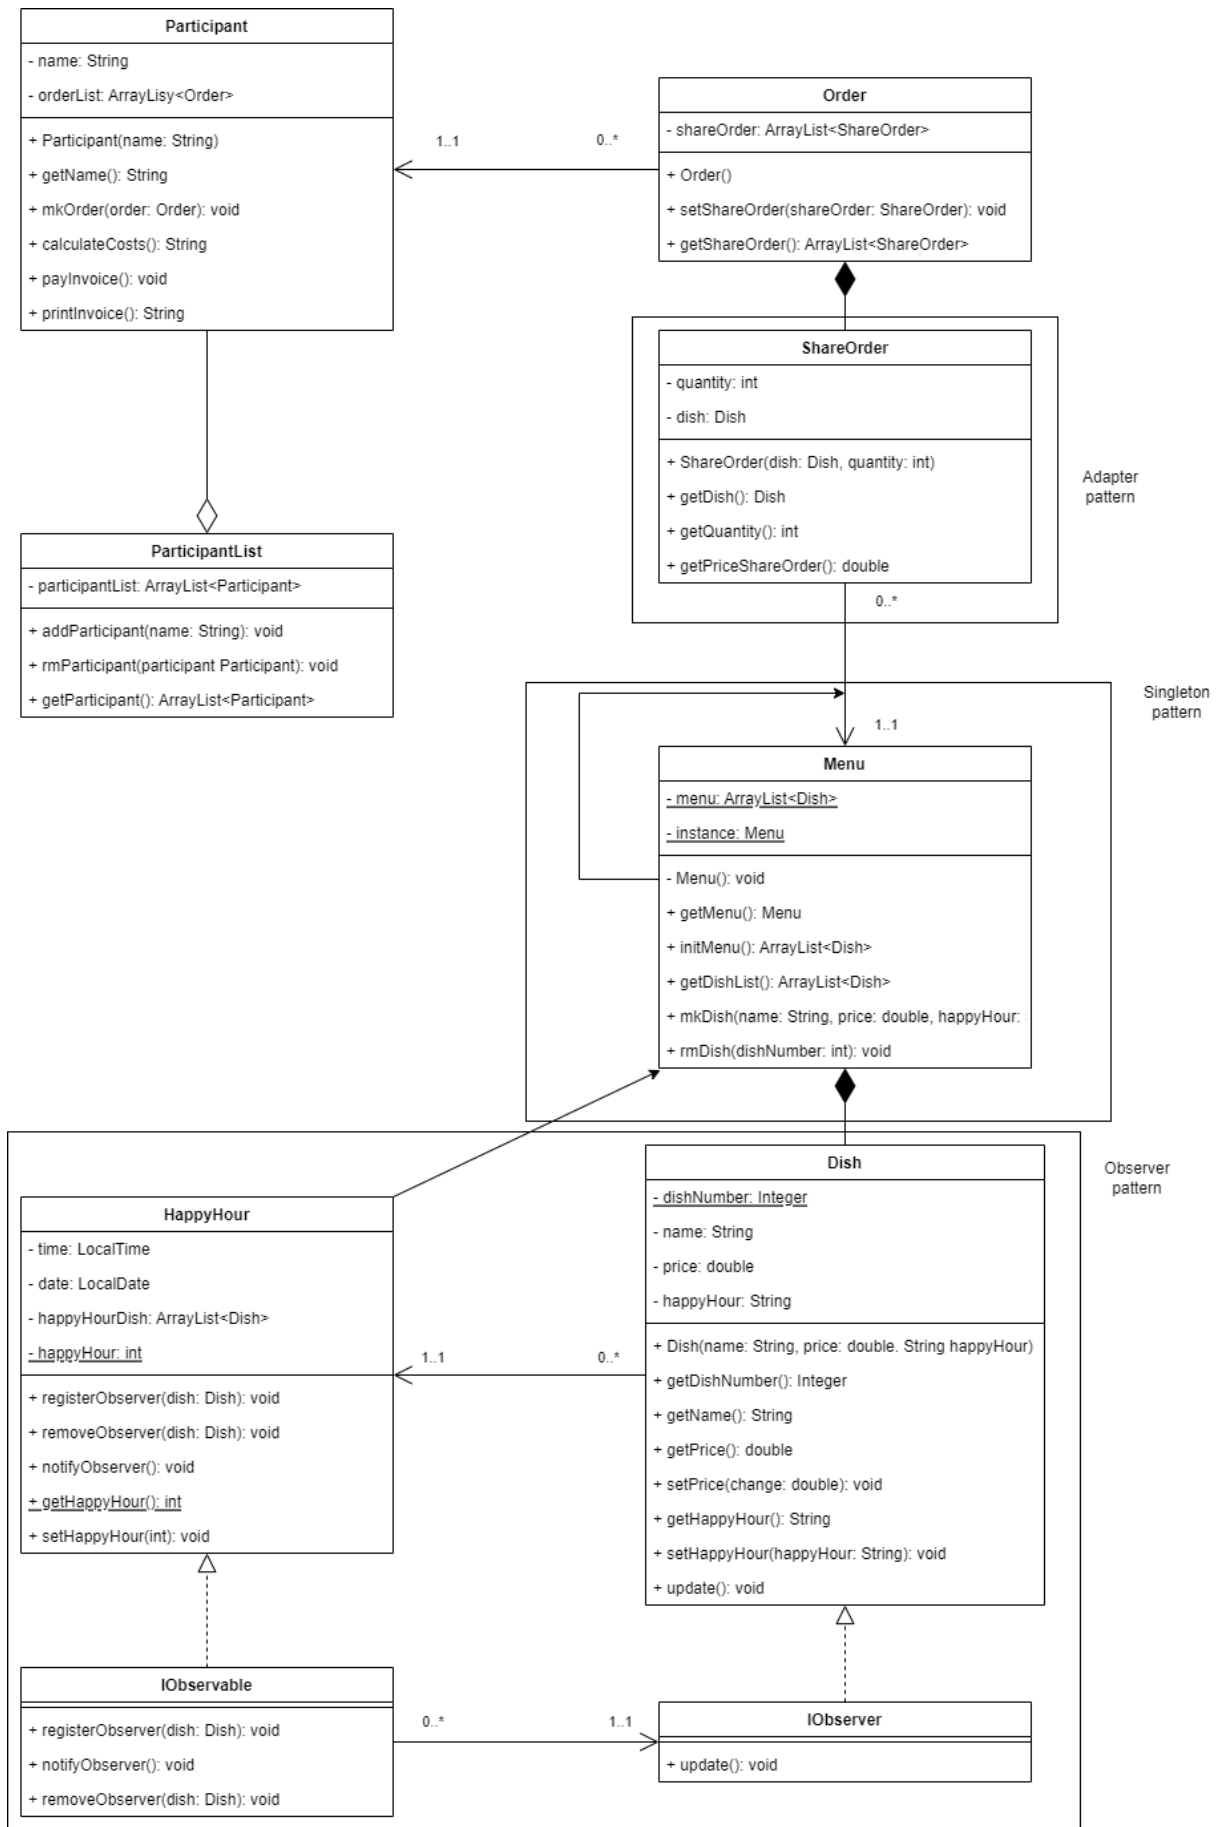 Participant
- name: String
- orderList: ArrayLisy<Order>
+ Participant(name: String)
+ getName(): String
+ mkOrder(order: Order): void
+ calculateCosts(): String
+ payInvoice(): void
+ printInvoice(): String
1..1
0..*
Order
- shareOrder: ArrayList<ShareOrder>
+ Order()
+ setShareOrder(shareOrder: ShareOrder): void
+ getShareOrder(): ArrayList<ShareOrder>
ShareOrder
- quantity: int
- dish: Dish
+ ShareOrder(dish: Dish, quantity: int)
+ getDish(): Dish
+ getQuantity(): int
+ getPriceShareOrder(): double
Adapter
pattern
0..*
ParticipantList
- participantList: ArrayList<Participant>
+ addParticipant(name: String): void
+ rmParticipant(participant Participant): void
+ getParticipant(): ArrayList<Participant>
Singleton
pattern
1..1
Menu
- menu: ArrayList<Dish>
- instance: Menu
- Menu(): void
+ getMenu(): Menu
+ initMenu(): ArrayList<Dish>
+ getDishList(): ArrayList<Dish>
+ mkDish(name: String, price: double, happyHour:
+ rmDish(dishNumber: int): void
Observer
pattern
Dish
- dishNumber: Integer
- name: String
- price: double
- happyHour: String
+ Dish(name: String, price: double. String happyHour)
+ getDishNumber(): Integer
+ getName(): String
+ getPrice(): double
+ setPrice(change: double): void
+ getHappyHour(): String
+ setHappyHour(happyHour: String): void
+ update(): void
HappyHour
- time: LocalTime
- date: LocalDate
- happyHourDish: ArrayList<Dish>
- happyHour: int
+ registerObserver(dish: Dish): void
+ removeObserver(dish: Dish): void
+ notifyObserver(): void
+ getHappyHour(): int
+ setHappyHour(int): void
1..1
0..*
IObservable
+ registerObserver(dish: Dish): void
+ notifyObserver(): void
+ removeObserver(dish: Dish): void
0..*
1..1
IObserver
+ update(): void